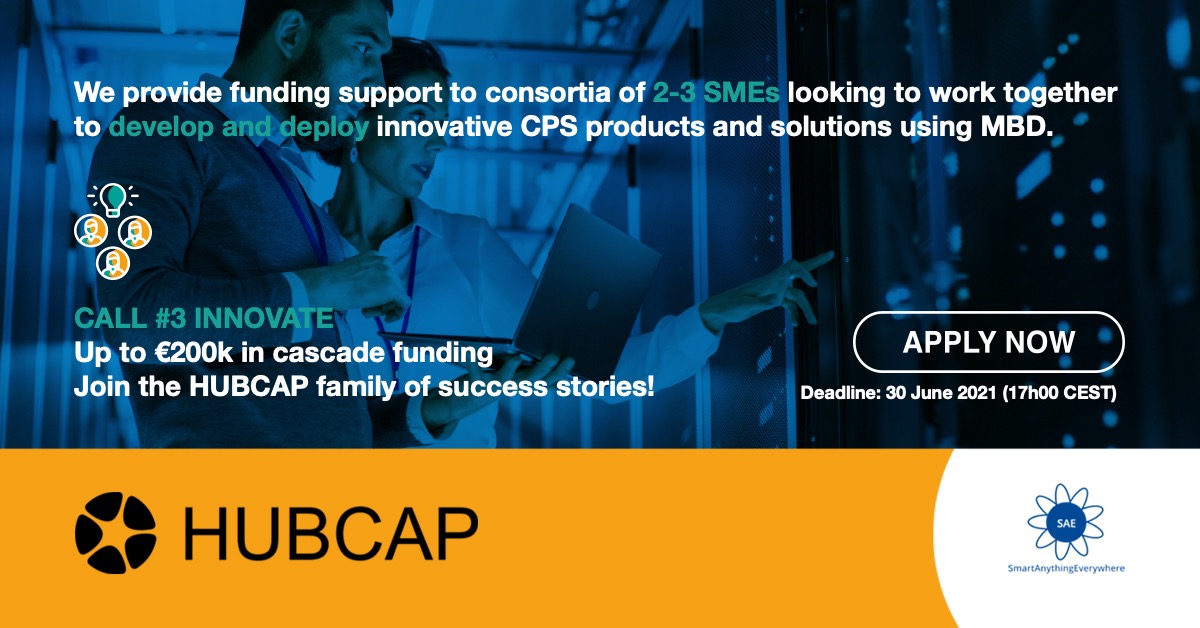 We provide funding support to consortia of 2-3 SMEs looking to work together
to develop and deploy innovative CPS products and solutions using MBD.
CALL #3 INNOVATE
Up to €200k in cascade funding
Join the HUBCAP family of success stories!
APPLY NOW
Deadline: 30 June 2021 (17h00 CEST)
HUBCAP
SAE
SmartAnythingEverywhere